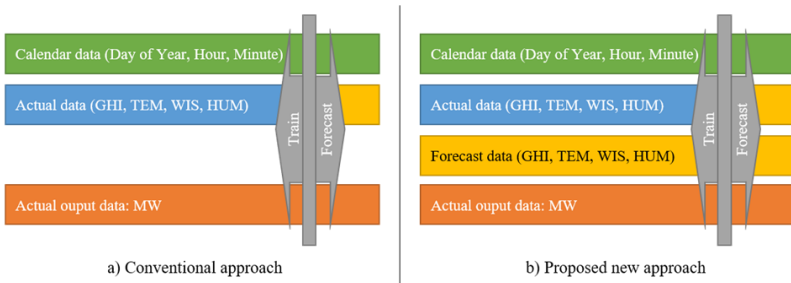 Calendar data (Day of Year, Hour, Minute)
Actual data (GHI, TEM, WIS, HUM)
Train
Forecast
Actual ouput data: MW
a) Conventional approach
Calendar data (Day of Year, Hour, Minute)
Actual data (GHI, TEM, WIS, HUM)
Forecast data (GHI, TEM, WIS, HUM)
Train
Forecast
Actual ouput data: MW
b) Proposed new approach